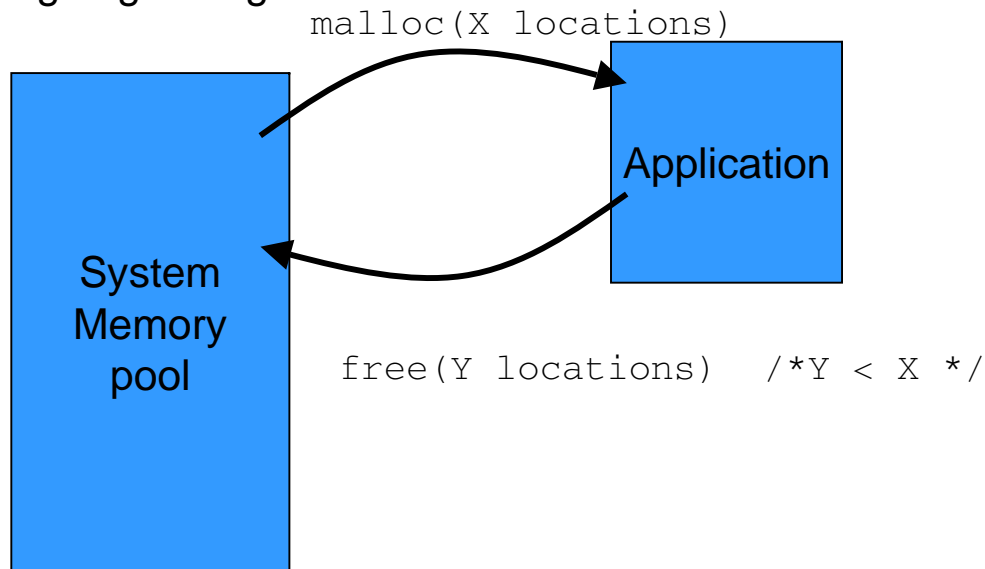 malloc(X locations)
Application
System
Memory
pool
free(Y locations) /*Y < X */